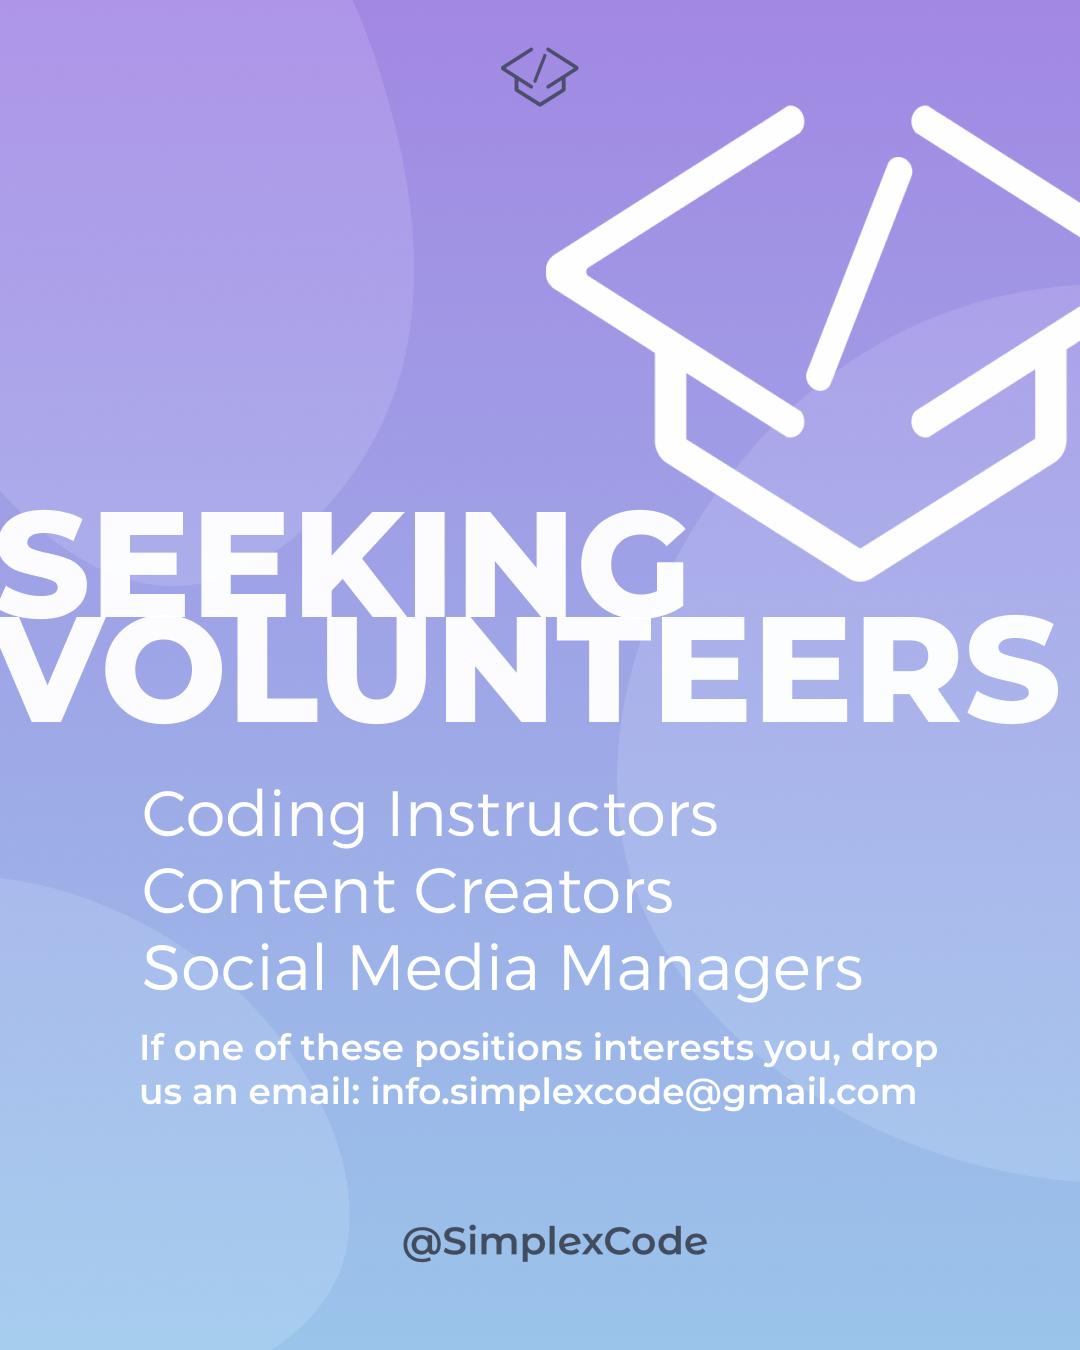 SEEKING
VOLUNTEERS
Coding Instructors
Content Creators
Social Media Managers
If one of these positions interests you, drop
us an email: info.simplexcode@gmail.com
@SimplexCode